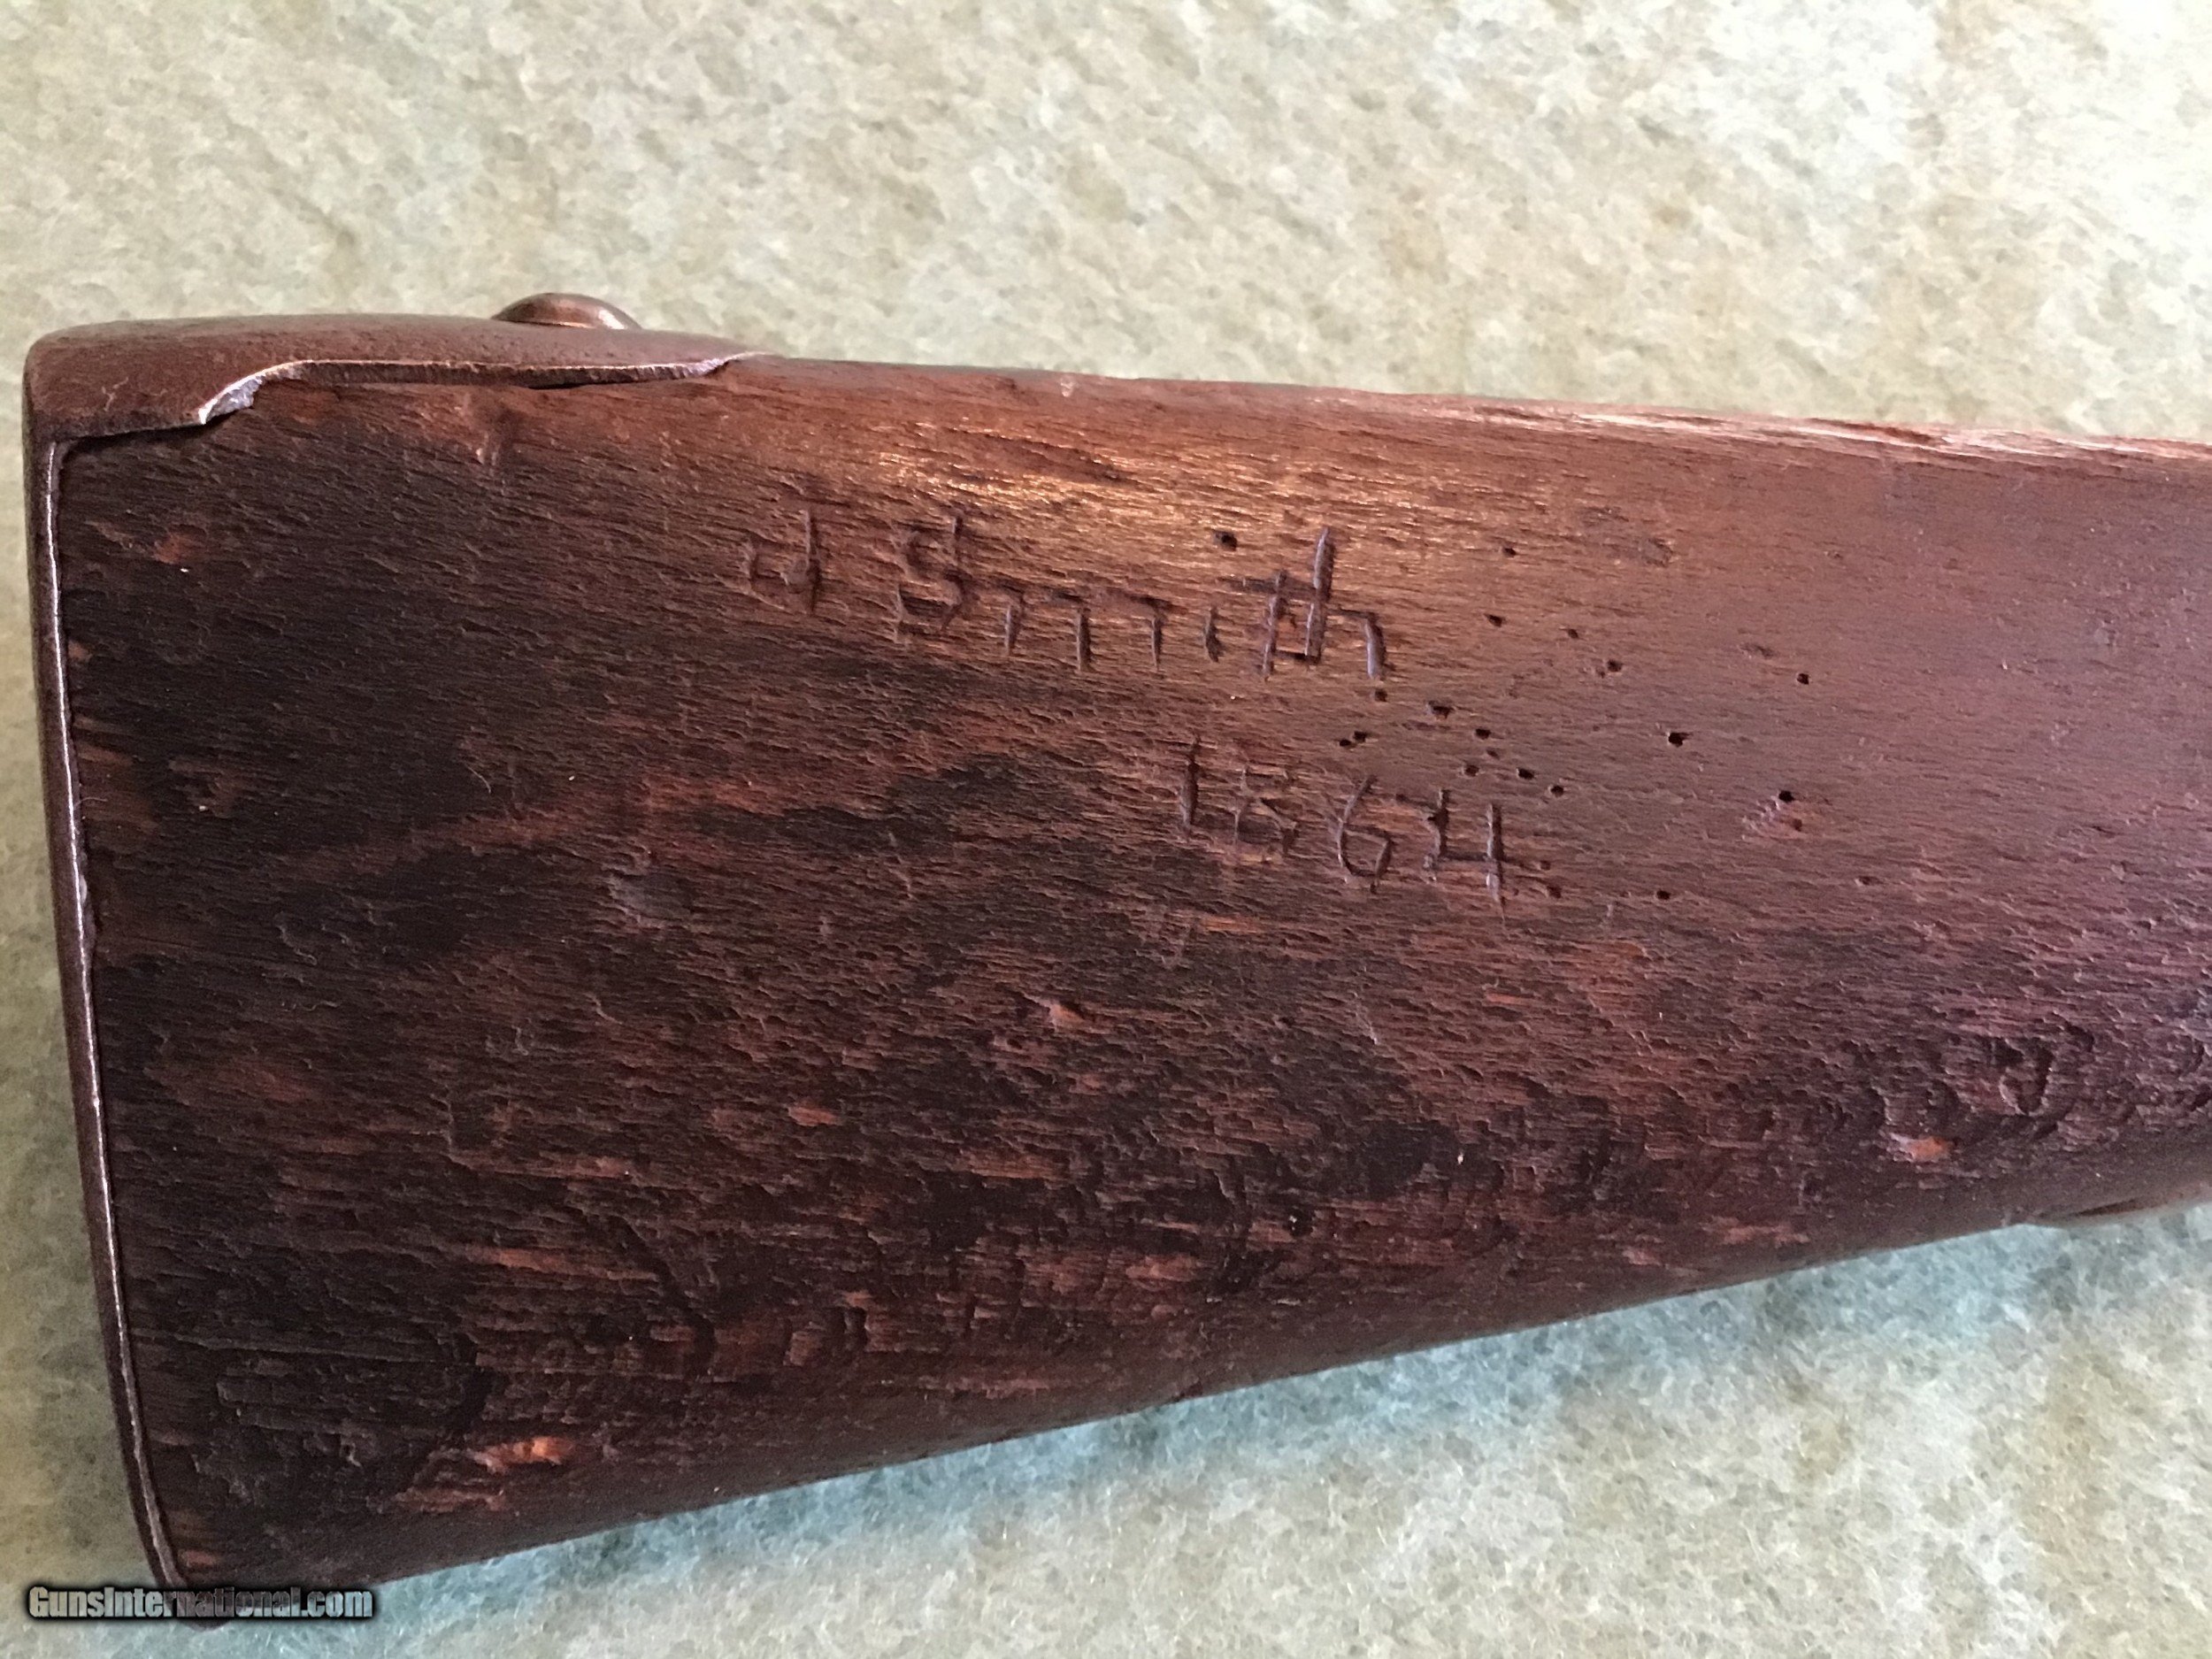 d Smith
1864
GunsInternational.com